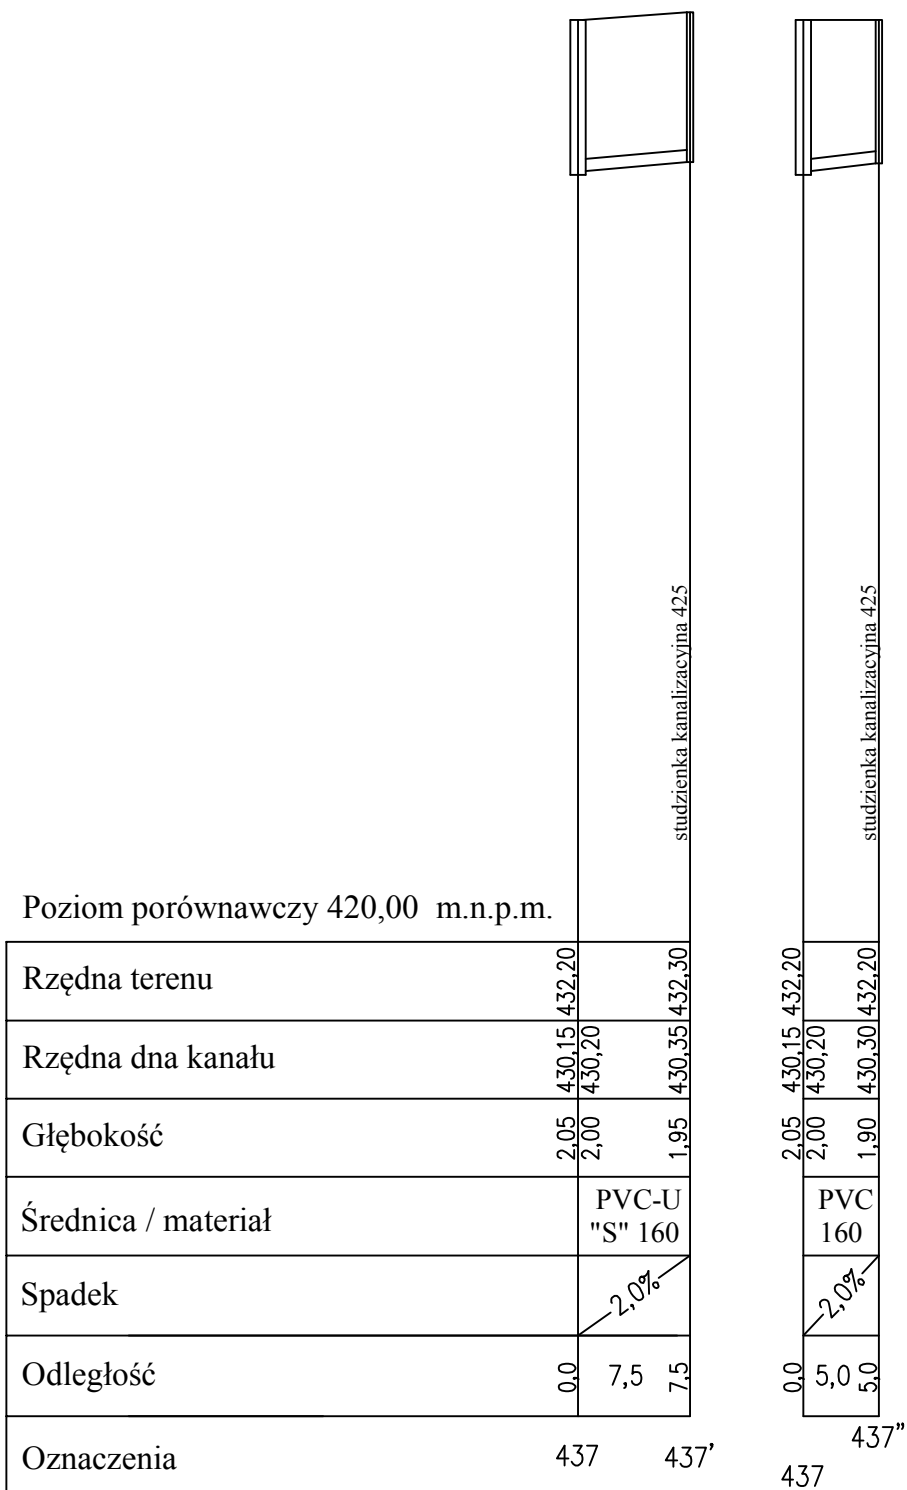 studzienka kanalizacyjna 425
studzienka kanalizacyjna 425
Poziom porównawczy 420,00 m.n.p.m.
Rzędna terenu 432,20 432,30 432,20 432,20
Rzędna dna kanału 430,15 430,20 430,35 430,15 430,20 430,30
Głębokość 2,05 2,00 1,95 2,05 2,00 1,90
Średnica / materiał PVC-U "S" 160 PVC 160
Spadek 2,0% 2,0%
Odległość 0,0 7,5 7,5 0,0 5,0 5,0
Oznaczenia 437 437' 437 437"